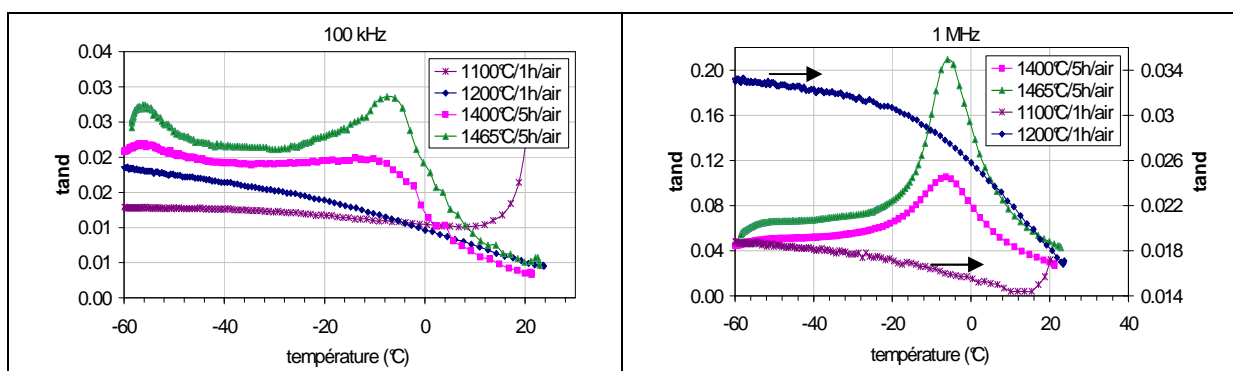 100 kHz
0.04
0.03
0.03
0.02
0.02
0.01
0.01
0.00
-60
-40
-20
0
20
tand
température (°C)
1100°C/1h/air
1200°C/1h/air
1400°C/5h/air
1465°C/5h/air
1 MHz
0.20
0.16
0.12
0.08
0.04
0.00
-60
-40
-20
0
20
40
tand
température (°C)
1400°C/5h/air
1465°C/5h/air
1100°C/1h/air
1200°C/1h/air
0.034
0.03
0.026
0.022
0.018
0.014
tand